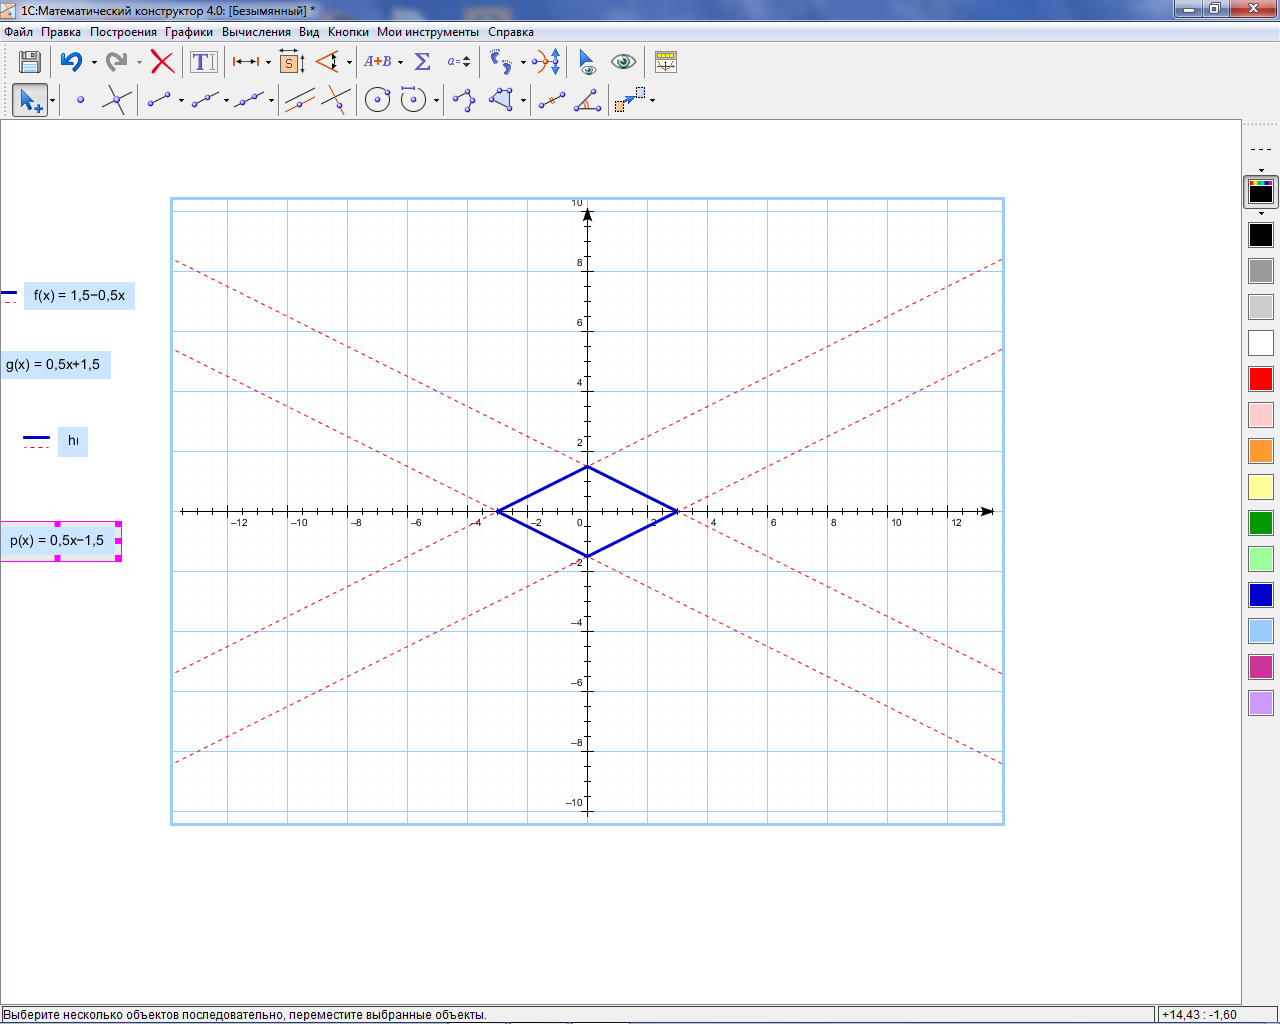 1С:Математический конструктор 4.0: [Безымянный] *
Файл Правка Построения Графики Вычисления Вид Кнопки Мои инструменты Справка
T S A+B Σ a=
10
8
f(x) = 1,5−0,5x
6
g(x) = 0,5x+1,5
4
2
−12 −10 −8 −6 −4 −2 0 2 4 6 8 10 12
−2
p(x) = 0,5x−1,5
−4
−6
−8
−10
Выберите несколько объектов последовательно, переместите выбранные объекты.
+14,43 : -1,60